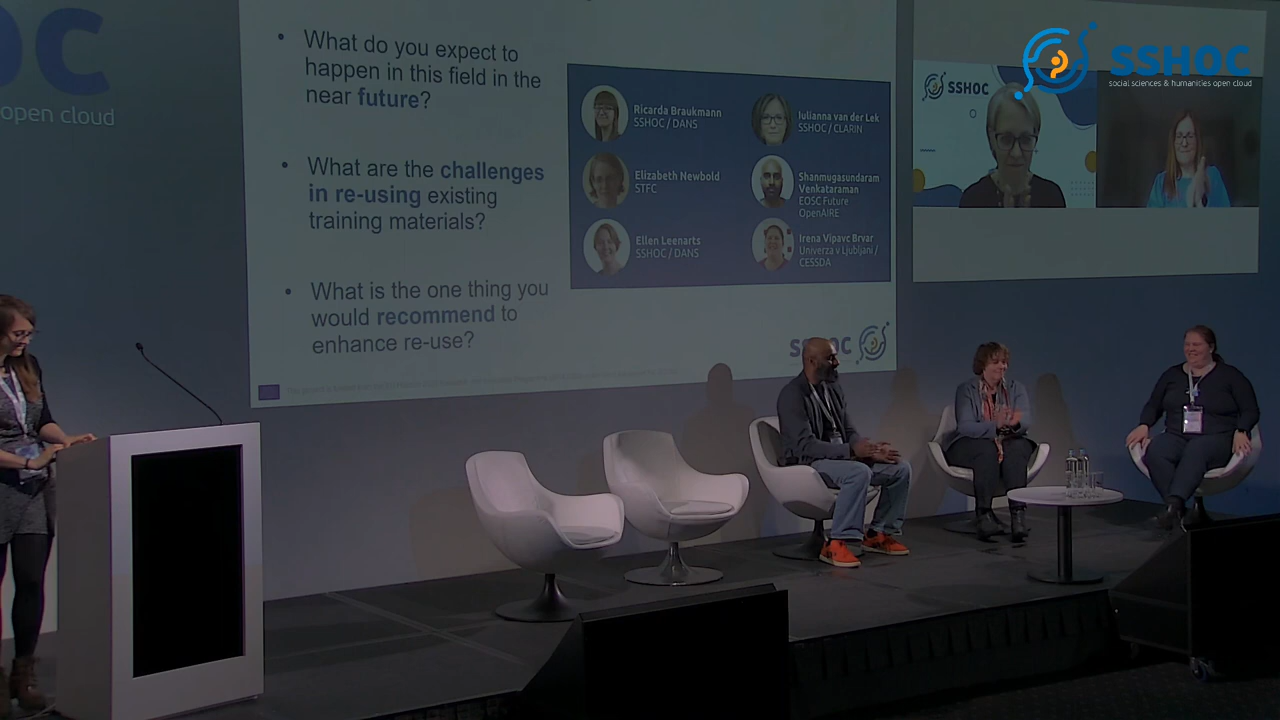 SSHOC
social sciences & humanities open cloud
OC
open cloud
• What do you expect to
happen in this field in the
near future?
• What are the challenges
in re-using existing
training materials?
• What is the one thing you
would recommend to
enhance re-use?
Ricarda Braukmann
SSHOC / DANS
Iulianna van der Lek
SSHOC / CLARIN
Elizabeth Newbold
STFC
Shanmugasundaram
Venkataraman
EOSC Future
OpenAIRE
Ellen Leenarts
SSHOC / DANS
Irena Vipavc Brvar
Univerza v Ljubljani /
CESSDA
SSHOC